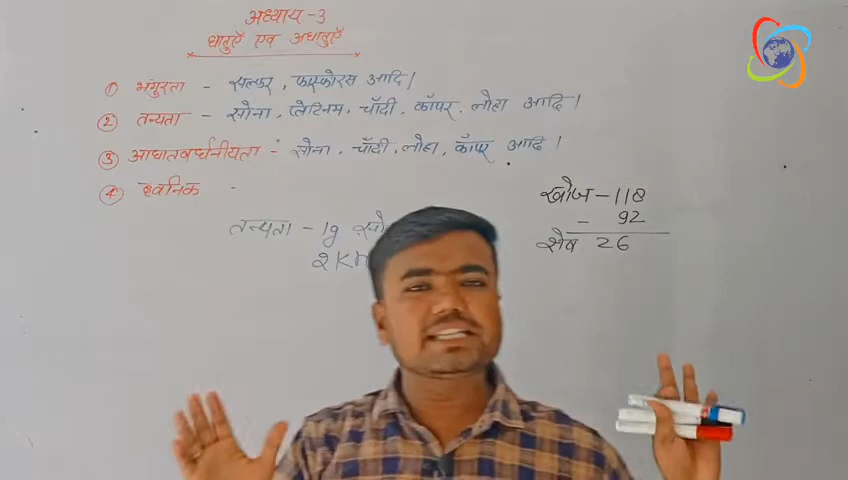 अध्याय -3
धातुएँ एवं अधातुएँ
① भंगुरता - सल्फर, फास्फोरस आदि।
② तन्यता - सोना, प्लेटिनम, चाँदी, कॉपर, लौहा आदि।
③ आघातवर्धनीयता - सोना, चाँदी, लौहा, कॉपर आदि।
④ ध्वनिक -
तन्यता - 1g सो
2KM
खोज - 118
- 92
सेष 26